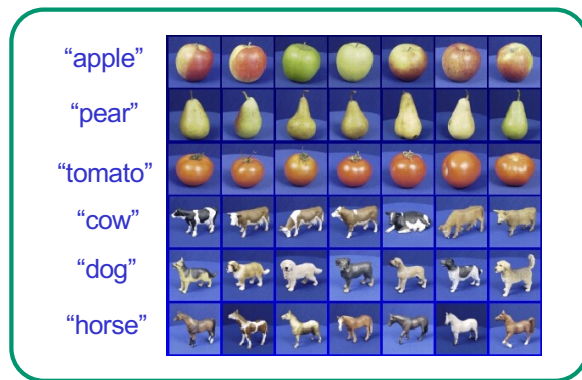 “apple”
“pear”
“tomato”
“cow”
“dog”
“horse”